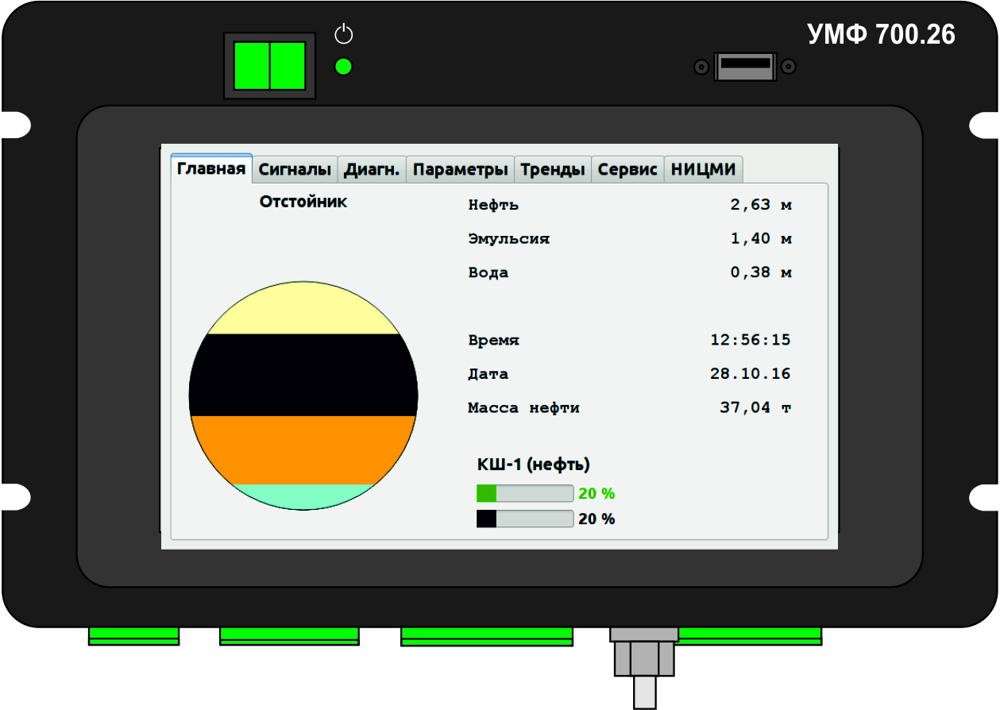 УМФ 700.26
Главная Сигналы Диагн. Параметры Тренды Сервис НИЦМИ
Отстойник
Нефть 2,63 м
Эмульсия 1,40 м
Вода 0,38 м
Время 12:56:15
Дата 28.10.16
Масса нефти 37,04 т
КШ-1 (нефть)
20 %
20 %